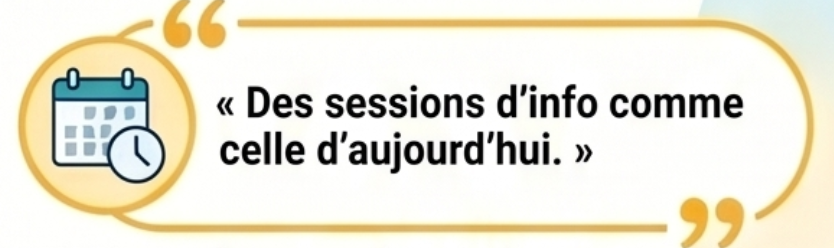 « Des sessions d’info comme
celle d’aujourd’hui. »